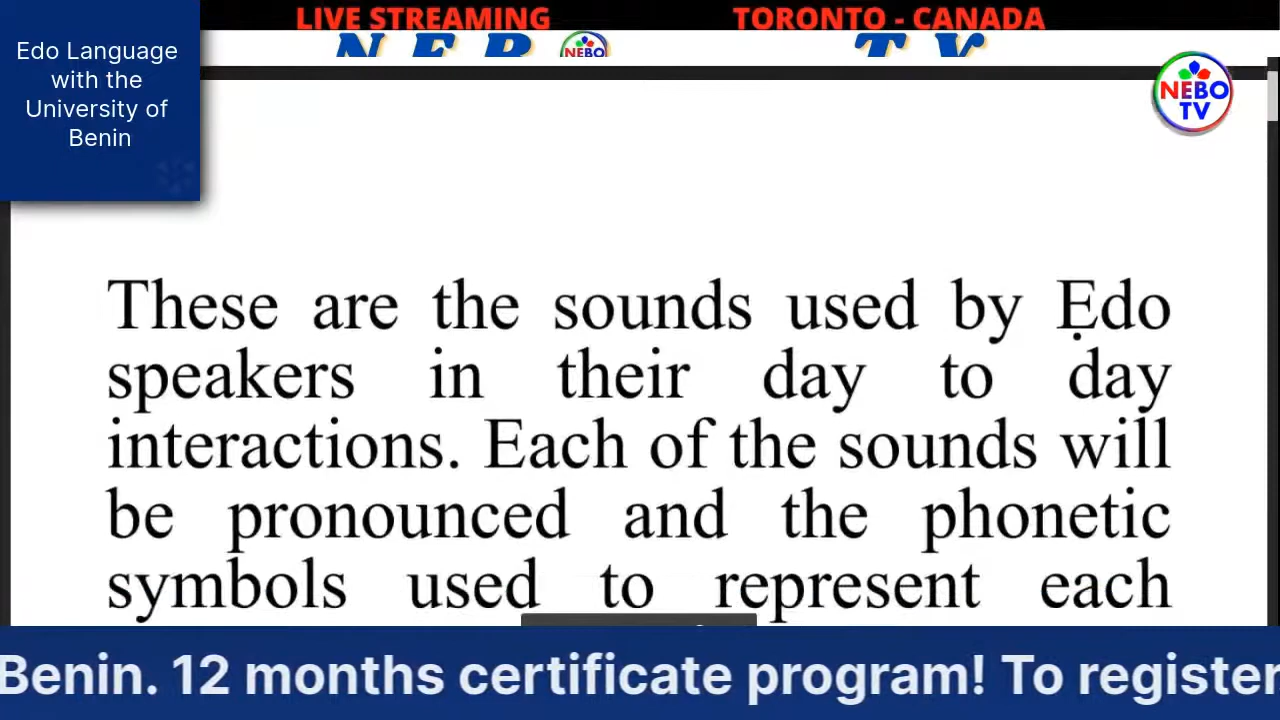 LIVE STREAMING
TORONTO - CANADA
NEBO
Edo Language
with the
University of
Benin
NEBO
TV
These are the sounds used by Ẹdo
speakers in their day to day
interactions. Each of the sounds will
be pronounced and the phonetic
symbols used to represent each
Benin. 12 months certificate program! To register